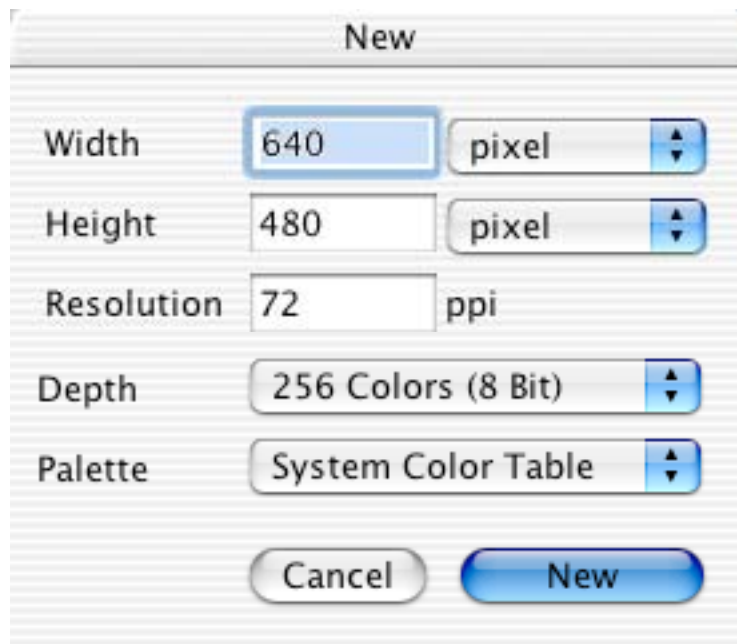 New
Width 640 pixel
Height 480 pixel
Resolution 72 ppi
Depth 256 Colors (8 Bit)
Palette System Color Table
Cancel New